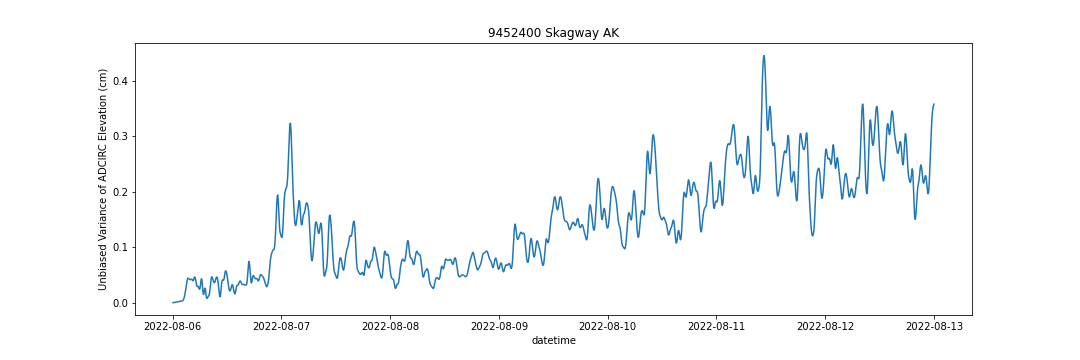 9452400 Skagway AK
Unbiased Variance of ADCIRC Elevation (cm)
0.4
0.3
0.2
0.1
0.0
2022-08-06 2022-08-07 2022-08-08 2022-08-09 2022-08-10 2022-08-11 2022-08-12 2022-08-13
datetime